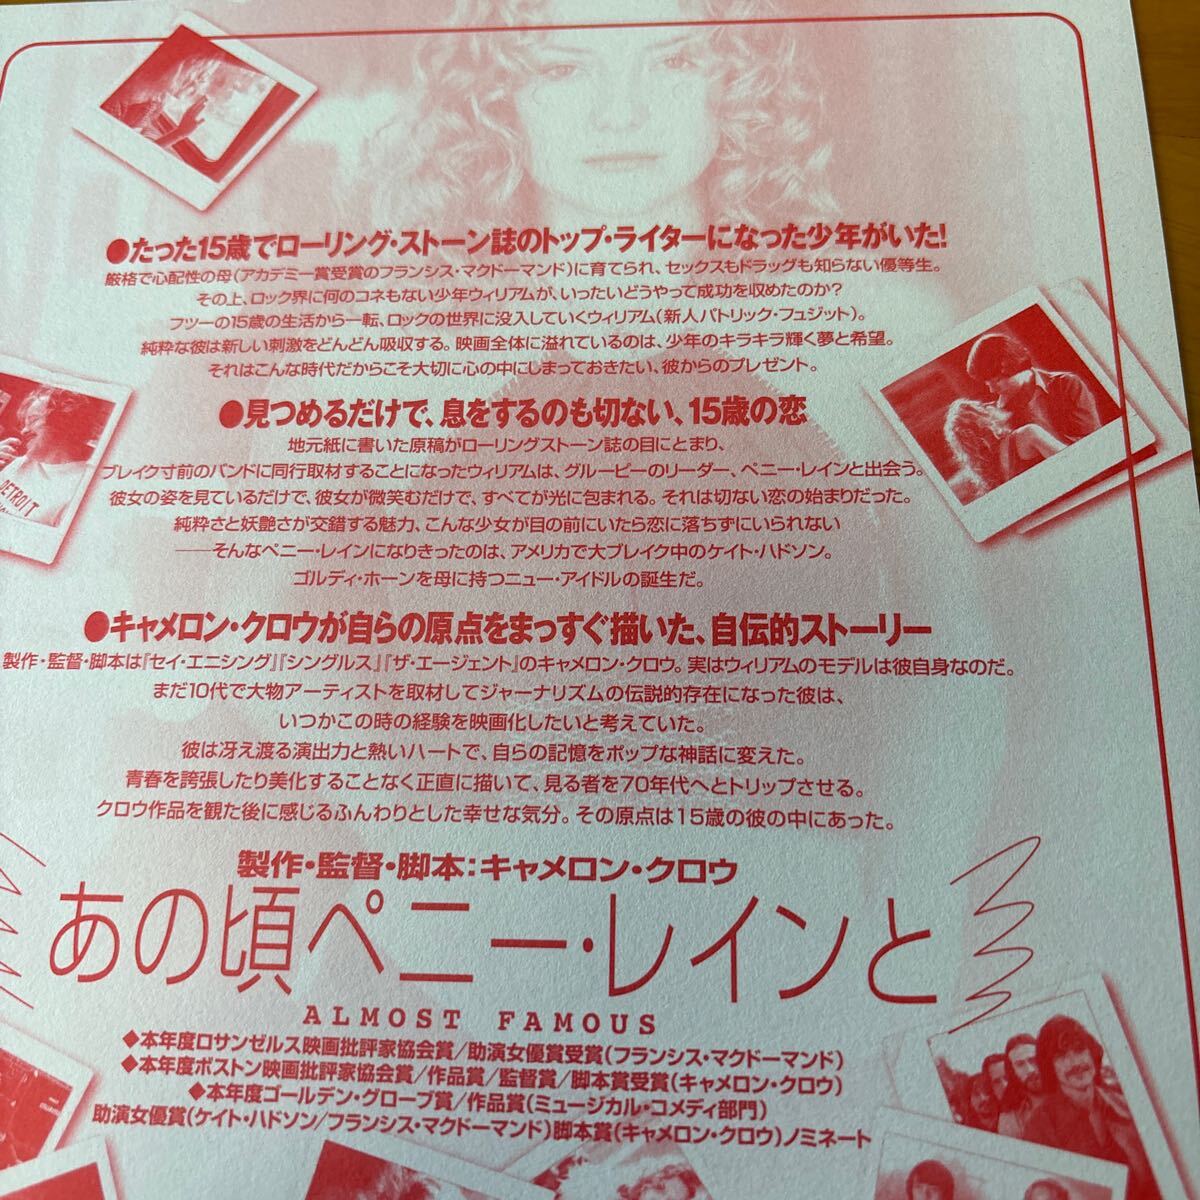 ●たった15歳でローリング・ストーン誌のトップ・ライターになった少年がいた!
厳格で心配性の母(アカデミー賞受賞のフランシス・マクドーマンド)に育てられ、セックスもドラッグも知らない優等生。
その上、ロック界に何のコネもない少年ウィリアムが、いったいどうやって成功を収めたのか?
フツーの15歳の生活から一転、ロックの世界に没入していくウィリアム(新人パトリック・フュジット)。
純粋な彼は新しい刺激をどんどん吸収する。映画全体に溢れているのは、少年のキラキラ輝く夢と希望。
それはこんな時代だからこそ大切に心の中にしまっておきたい、彼からのプレゼント。
●見つめるだけで、息をするのも切ない、15歳の恋
地元紙に書いた原稿がローリングストーン誌の目にとまり、
ブレイク寸前のバンドに同行取材することになったウィリアムは、グルーピーのリーダー、ペニー・レインと出会う。
彼女の姿を見ているだけで、彼女が微笑むだけで、すべてが光に包まれる。それは切ない恋の始まりだった。
純粋さと妖艶さが交錯する魅力、こんな少女が目の前にいたら恋に落ちずにいられない
――そんなペニー・レインになりきったのは、アメリカで大ブレイク中のケイト・ハドソン。
ゴルディ・ホーンを母に持つニュー・アイドルの誕生だ。
DETROIT
●キャメロン・クロウが自らの原点をまっすぐ描いた、自伝的ストーリー
製作・監督・脚本は『セイ・エニシング』『シングルス』『ザ・エージェント』のキャメロン・クロウ。実はウィリアムのモデルは彼自身なのだ。
まだ10代で大物アーティストを取材してジャーナリズムの伝説的存在になった彼は、
いつかこの時の経験を映画化したいと考えていた。
彼は冴え渡る演出力と熱いハートで、自らの記憶をポップな神話に変えた。
青春を誇張したり美化することなく正直に描いて、見る者を70年代へとトリップさせる。
クロウ作品を観た後に感じるふんわりとした幸せな気分。その原点は15歳の彼の中にあった。
製作・監督・脚本:キャメロン・クロウ
あの頃ペニー・レインと
ALMOST FAMOUS
◆本年度ロサンゼルス映画批評家協会賞/助演女優賞受賞(フランシス・マクドーマンド)
◆本年度ボストン映画批評家協会賞/作品賞/監督賞/脚本賞受賞(キャメロン・クロウ)
◆本年度ゴールデン・グローブ賞/作品賞(ミュージカル・コメディ部門)
助演女優賞(ケイト・ハドソン/フランシス・マクドーマンド)脚本賞(キャメロン・クロウ)ノミネート